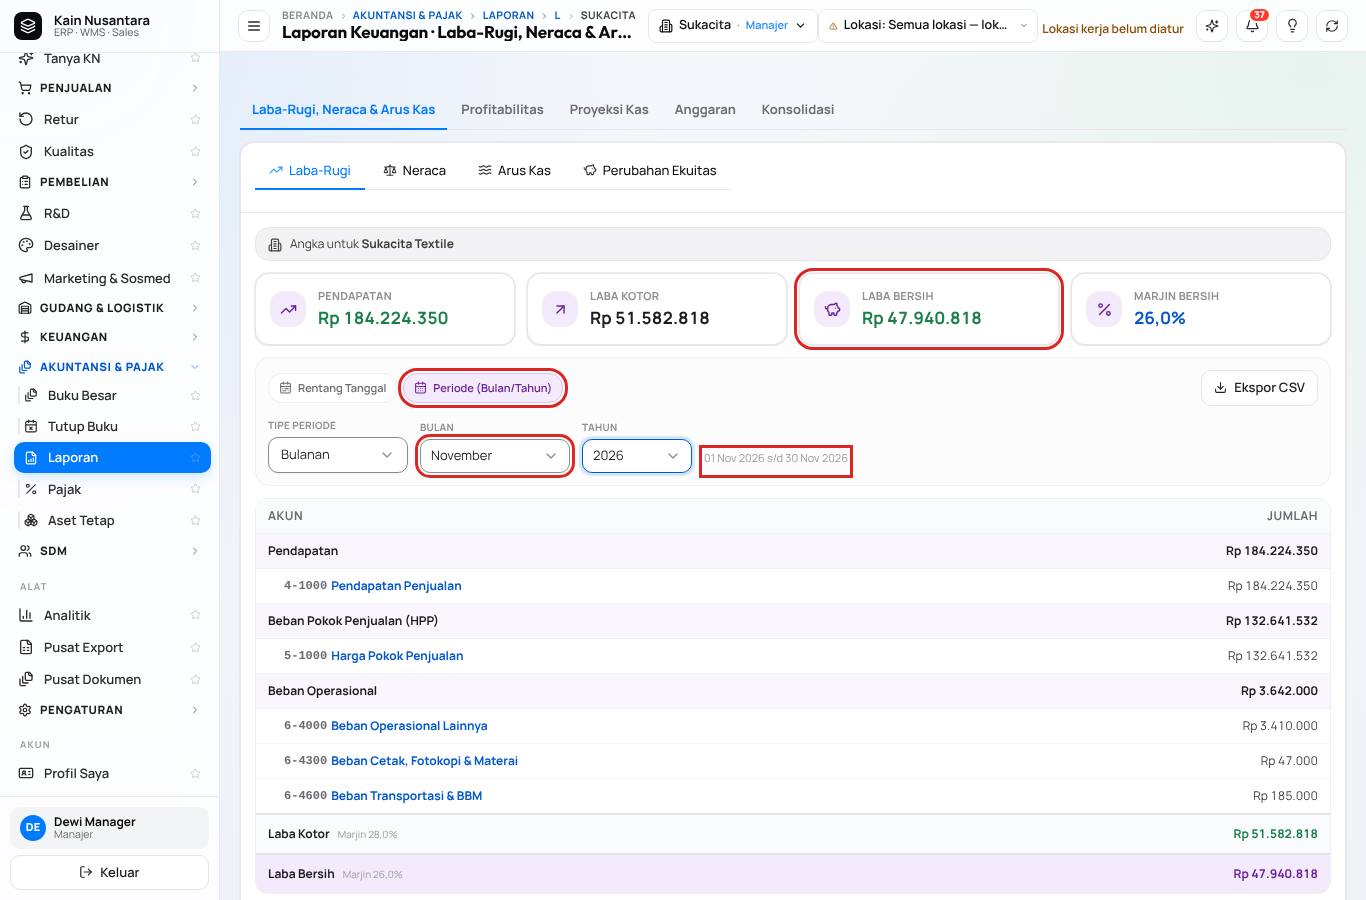 Kain Nusantara
ERP · WMS · Sales
Tanya KN
PENJUALAN
Retur
Kualitas
PEMBELIAN
R&D
Desainer
Marketing & Sosmed
GUDANG & LOGISTIK
KEUANGAN
AKUNTANSI & PAJAK
Buku Besar
Tutup Buku
Laporan
Pajak
Aset Tetap
SDM
ALAT
Analitik
Pusat Export
Pusat Dokumen
PENGATURAN
AKUN
Profil Saya
DE
Dewi Manager
Manajer
Keluar
BERANDA > AKUNTANSI & PAJAK > LAPORAN > L > SUKACITA
Laporan Keuangan · Laba-Rugi, Neraca & Ar...
Sukacita · Manajer
Lokasi: Semua lokasi — lok...
Lokasi kerja belum diatur
37
Laba-Rugi, Neraca & Arus Kas
Profitabilitas
Proyeksi Kas
Anggaran
Konsolidasi
Laba-Rugi
Neraca
Arus Kas
Perubahan Ekuitas
Angka untuk Sukacita Textile
PENDAPATAN
Rp 184.224.350
LABA KOTOR
Rp 51.582.818
LABA BERSIH
Rp 47.940.818
MARJIN BERSIH
26,0%
Rentang Tanggal
Periode (Bulan/Tahun)
Ekspor CSV
TIPE PERIODE
BULAN
TAHUN
Bulanan
November
2026
01 Nov 2026 s/d 30 Nov 2026
AKUN JUMLAH
Pendapatan Rp 184.224.350
4-1000 Pendapatan Penjualan Rp 184.224.350
Beban Pokok Penjualan (HPP) Rp 132.641.532
5-1000 Harga Pokok Penjualan Rp 132.641.532
Beban Operasional Rp 3.642.000
6-4000 Beban Operasional Lainnya Rp 3.410.000
6-4300 Beban Cetak, Fotokopi & Materai Rp 47.000
6-4600 Beban Transportasi & BBM Rp 185.000
Laba Kotor Marjin 28,0% Rp 51.582.818
Laba Bersih Marjin 26,0% Rp 47.940.818